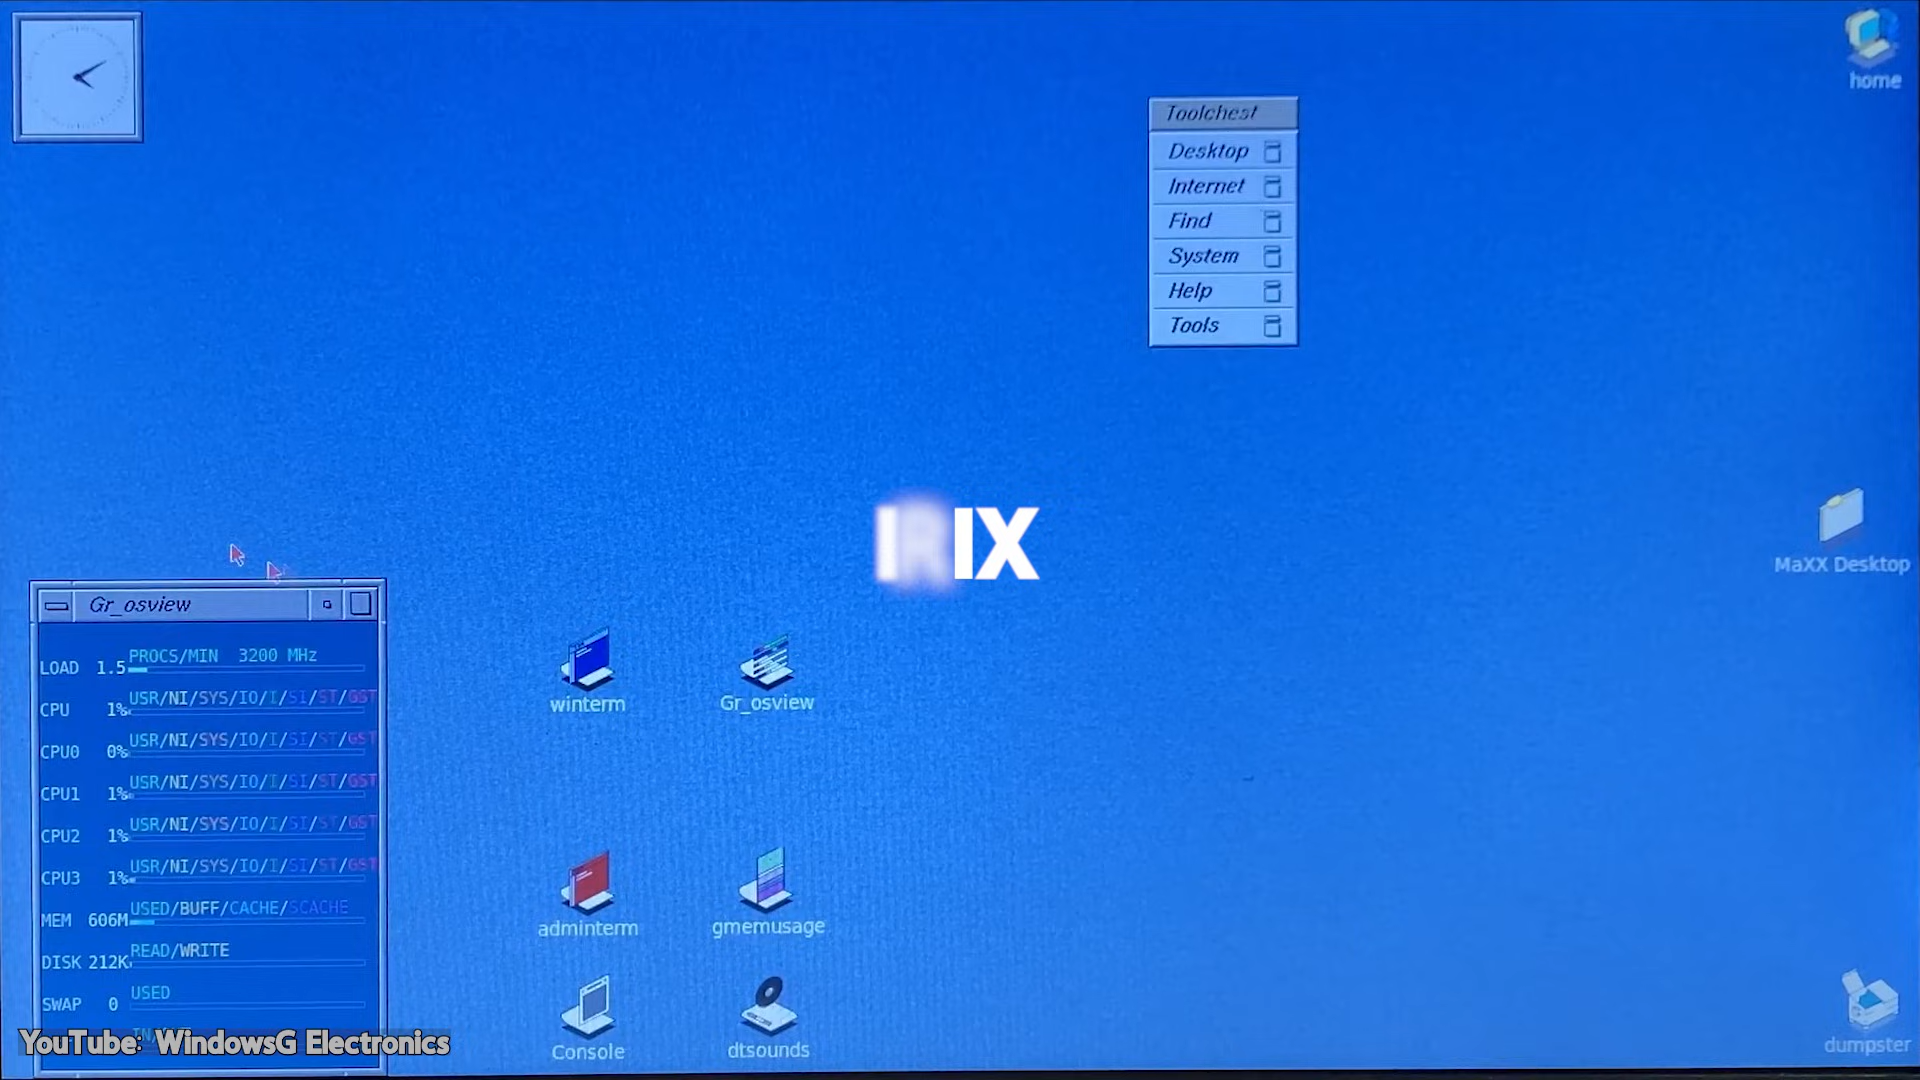 home
Toolchest
Desktop
Internet
Find
System
Help
Tools
IRIX
MaXX Desktop
Gr_osview
LOAD 1.5 PROCS/MIN 3200 MHz
CPU 1% USR/NI/SYS/IO/I/SI/ST/GST
CPU0 0% USR/NI/SYS/IO/I/SI/ST/GST
CPU1 1% USR/NI/SYS/IO/I/SI/ST/GST
CPU2 1% USR/NI/SYS/IO/I/SI/ST/GST
CPU3 1% USR/NI/SYS/IO/I/SI/ST/GST
MEM 606M USED/BUFF/CACHE/SCACHE
DISK 212K READ/WRITE
SWAP 0 USED
winterm
Gr_osview
adminterm
gmemusage
Console
dtsounds
dumpster
YouTube: WindowsG Electronics